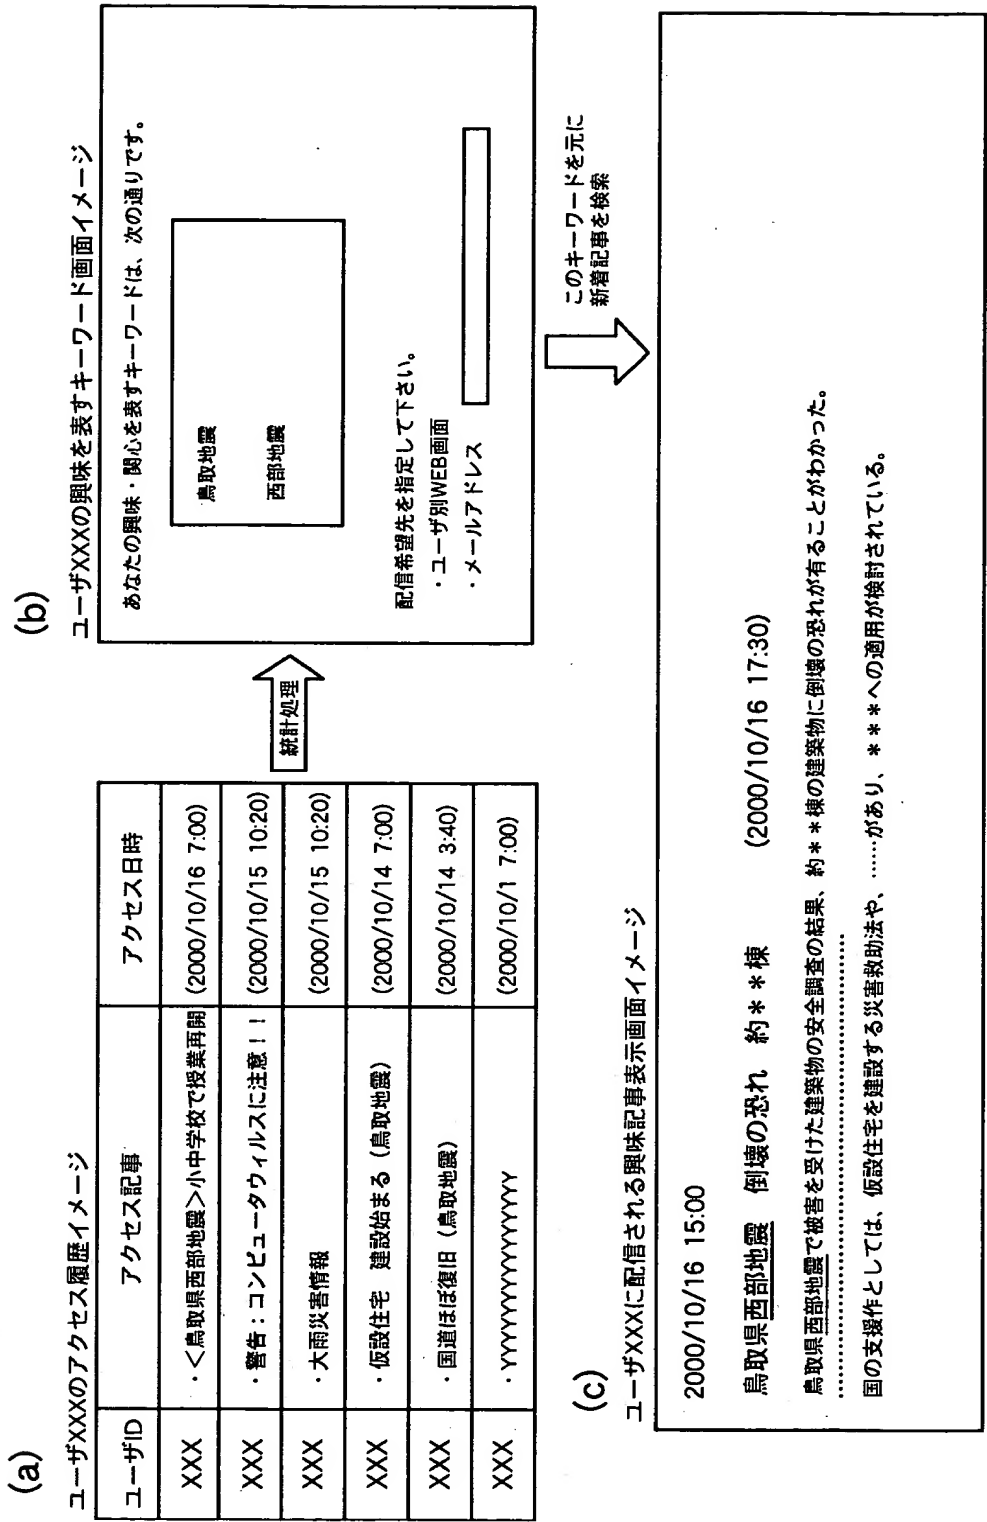 (a)
ユーザXXXのアクセス履歴イメージ
ユーザID アクセス記事 アクセス日時
XXX ・＜鳥取県西部地震＞小中学校で授業再開 (2000/10/16 7:00)
XXX ・警告：コンピュータウィルスに注意！！ (2000/10/15 10:20)
XXX ・大雨災害情報 (2000/10/15 10:20)
XXX ・仮設住宅 建設始まる（鳥取地震） (2000/10/14 7:00)
XXX ・国道ほぼ復旧（鳥取地震） (2000/10/14 3:40)
XXX ・YYYYYYYYYYYYYY (2000/10/1 7:00)
統計処理
(b)
ユーザXXXの興味を表すキーワード画面イメージ
あなたの興味・関心を表すキーワードは、次の通りです。
鳥取地震
西部地震
配信希望先を指定して下さい。
・ユーザ別WEB画面
・メールアドレス
このキーワードを元に
新着記事を検索
(c)
ユーザXXXに配信される興味記事表示画面イメージ
2000/10/16 15:00
鳥取県西部地震 倒壊の恐れ 約＊＊棟 (2000/10/16 17:30)
鳥取県西部地震で被害を受けた建築物の安全調査の結果、約＊＊棟の建築物に倒壊の恐れが有ることがわかった。
国の支援作としては、仮設住宅を建設する災害救助法や、……があり、＊＊＊への適用が検討されている。